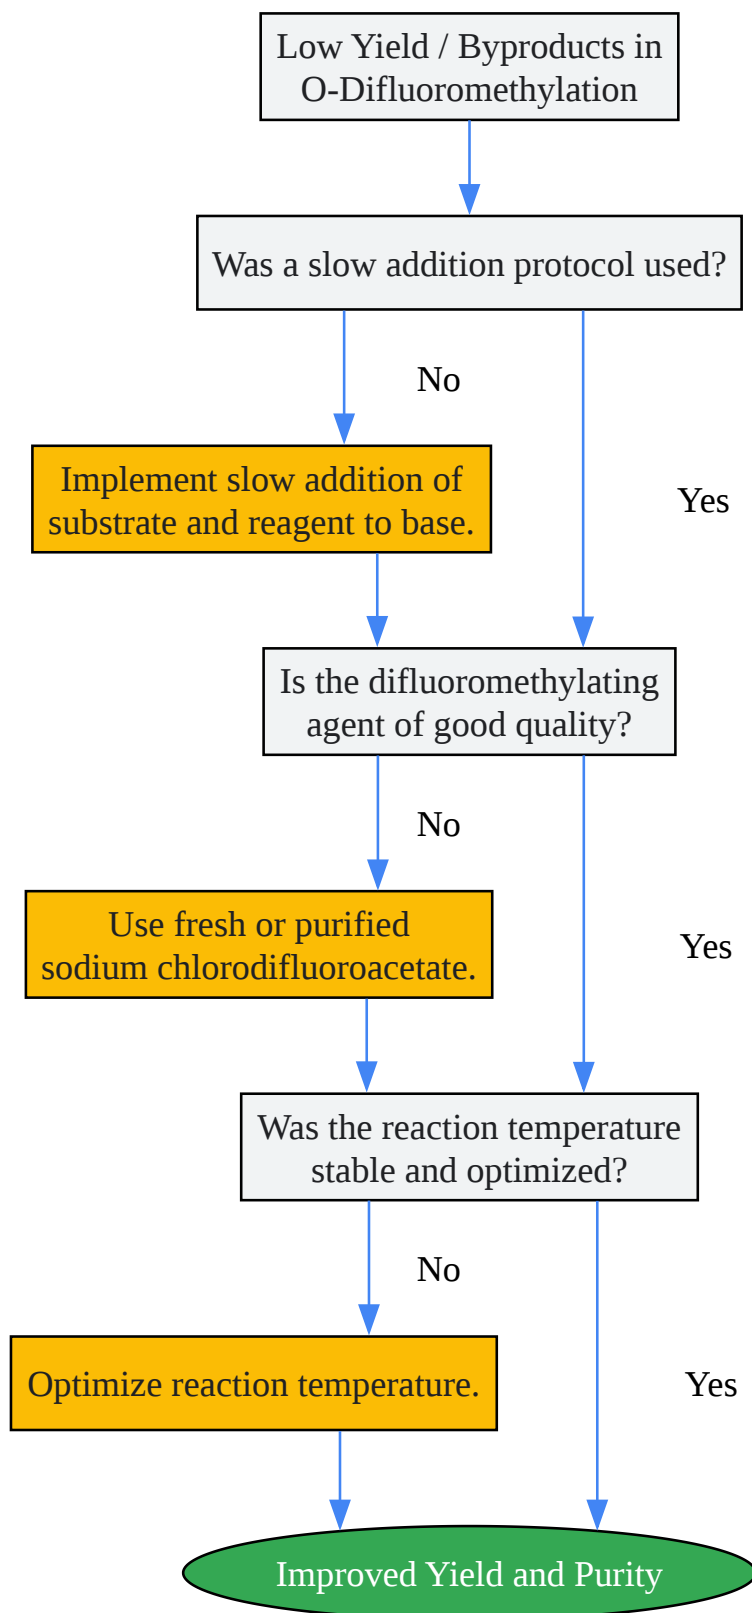 Low Yield / Byproducts in
O-Difluoromethylation
Was a slow addition protocol used?
No
Implement slow addition of
substrate and reagent to base.
Yes
Is the difluoromethylating
agent of good quality?
No
Use fresh or purified
sodium chlorodifluoroacetate.
Yes
Was the reaction temperature
stable and optimized?
No
Optimize reaction temperature.
Yes
Improved Yield and Purity